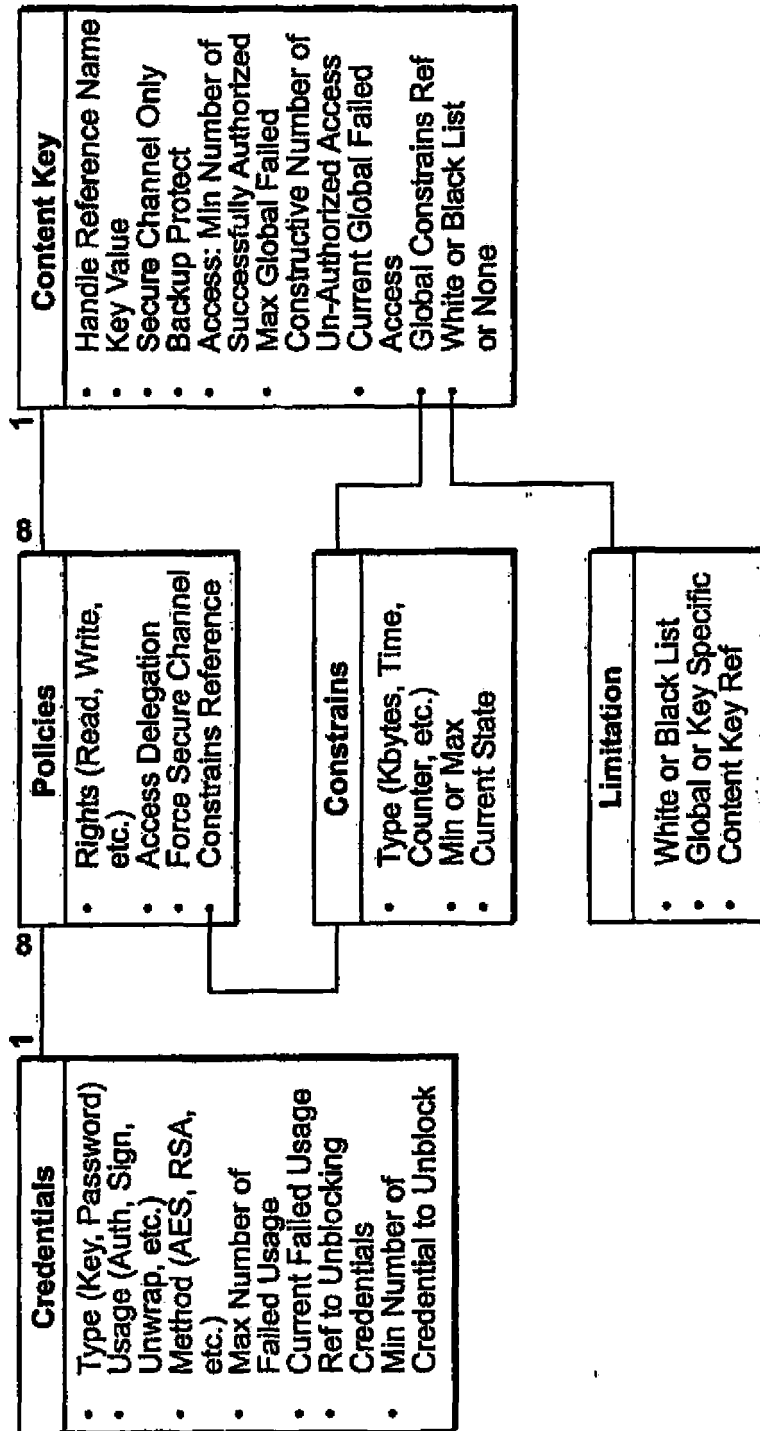 Credentials
• Type (Key, Password)
• Usage (Auth, Sign,
Unwrap, etc.)
• Method (AES, RSA,
etc.)
• Max Number of
Failed Usage
• Current Failed Usage
• Ref to Unblocking
Credentials
• Min Number of
Credential to Unblock
1
∞
Policies
• Rights (Read, Write,
etc.)
• Access Delegation
• Force Secure Channel
• Constrains Reference
∞
1
Constrains
• Type (Kbytes, Time,
Counter, etc.)
• Min or Max
• Current State
Limitation
• White or Black List
• Global or Key Specific
• Content Key Ref
Content Key
• Handle Reference Name
• Key Value
• Secure Channel Only
• Backup Protect
• Access: Min Number of
Successfully Authorized
• Max Global Failed
Constructive Number of
Un-Authorized Access
• Current Global Failed
Access
• Global Constrains Ref
• White or Black List
or None